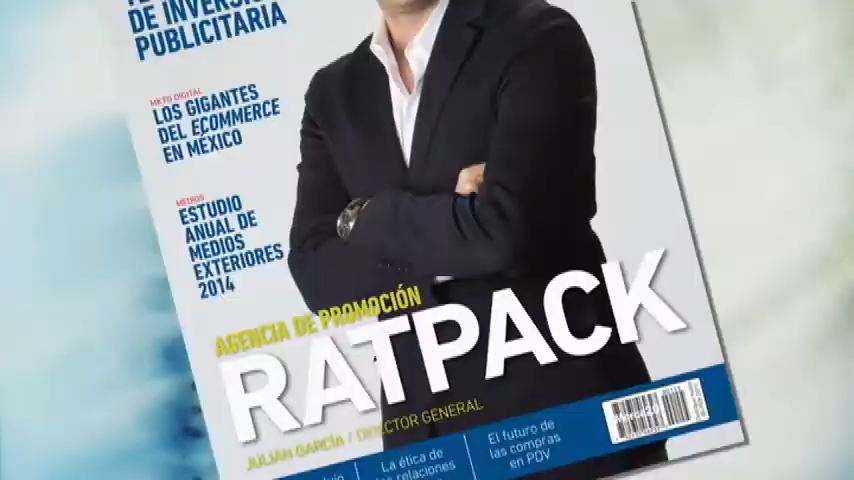 DE INVERSIÓN
PUBLICITARIA
MKTG DIGITAL
LOS GIGANTES
DEL ECOMMERCE
EN MÉXICO
MEDIOS
ESTUDIO
ANUAL DE
MEDIOS
EXTERIORES
2014
AGENCIA DE PROMOCIÓN
RATPACK
JULIÁN GARCÍA / DIRECTOR GENERAL
La ética de
relaciones
El futuro de
las compras
en PDV